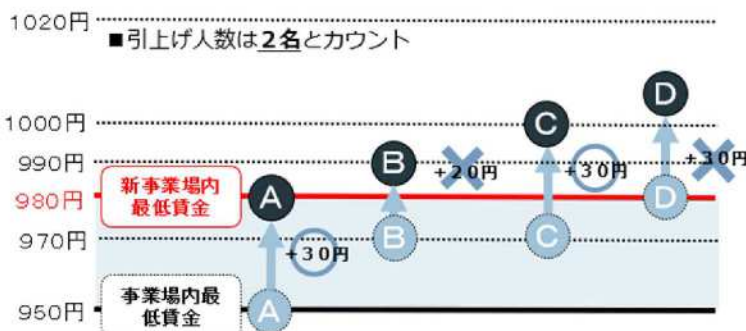 1020円
■引上げ人数は2名とカウント
D
C
1000円
B
990円
+20円
+30円
+30円
新事業場内
最低賃金
980円
A
D
970円
B
C
+30円
事業場内最
低賃金
950円
A